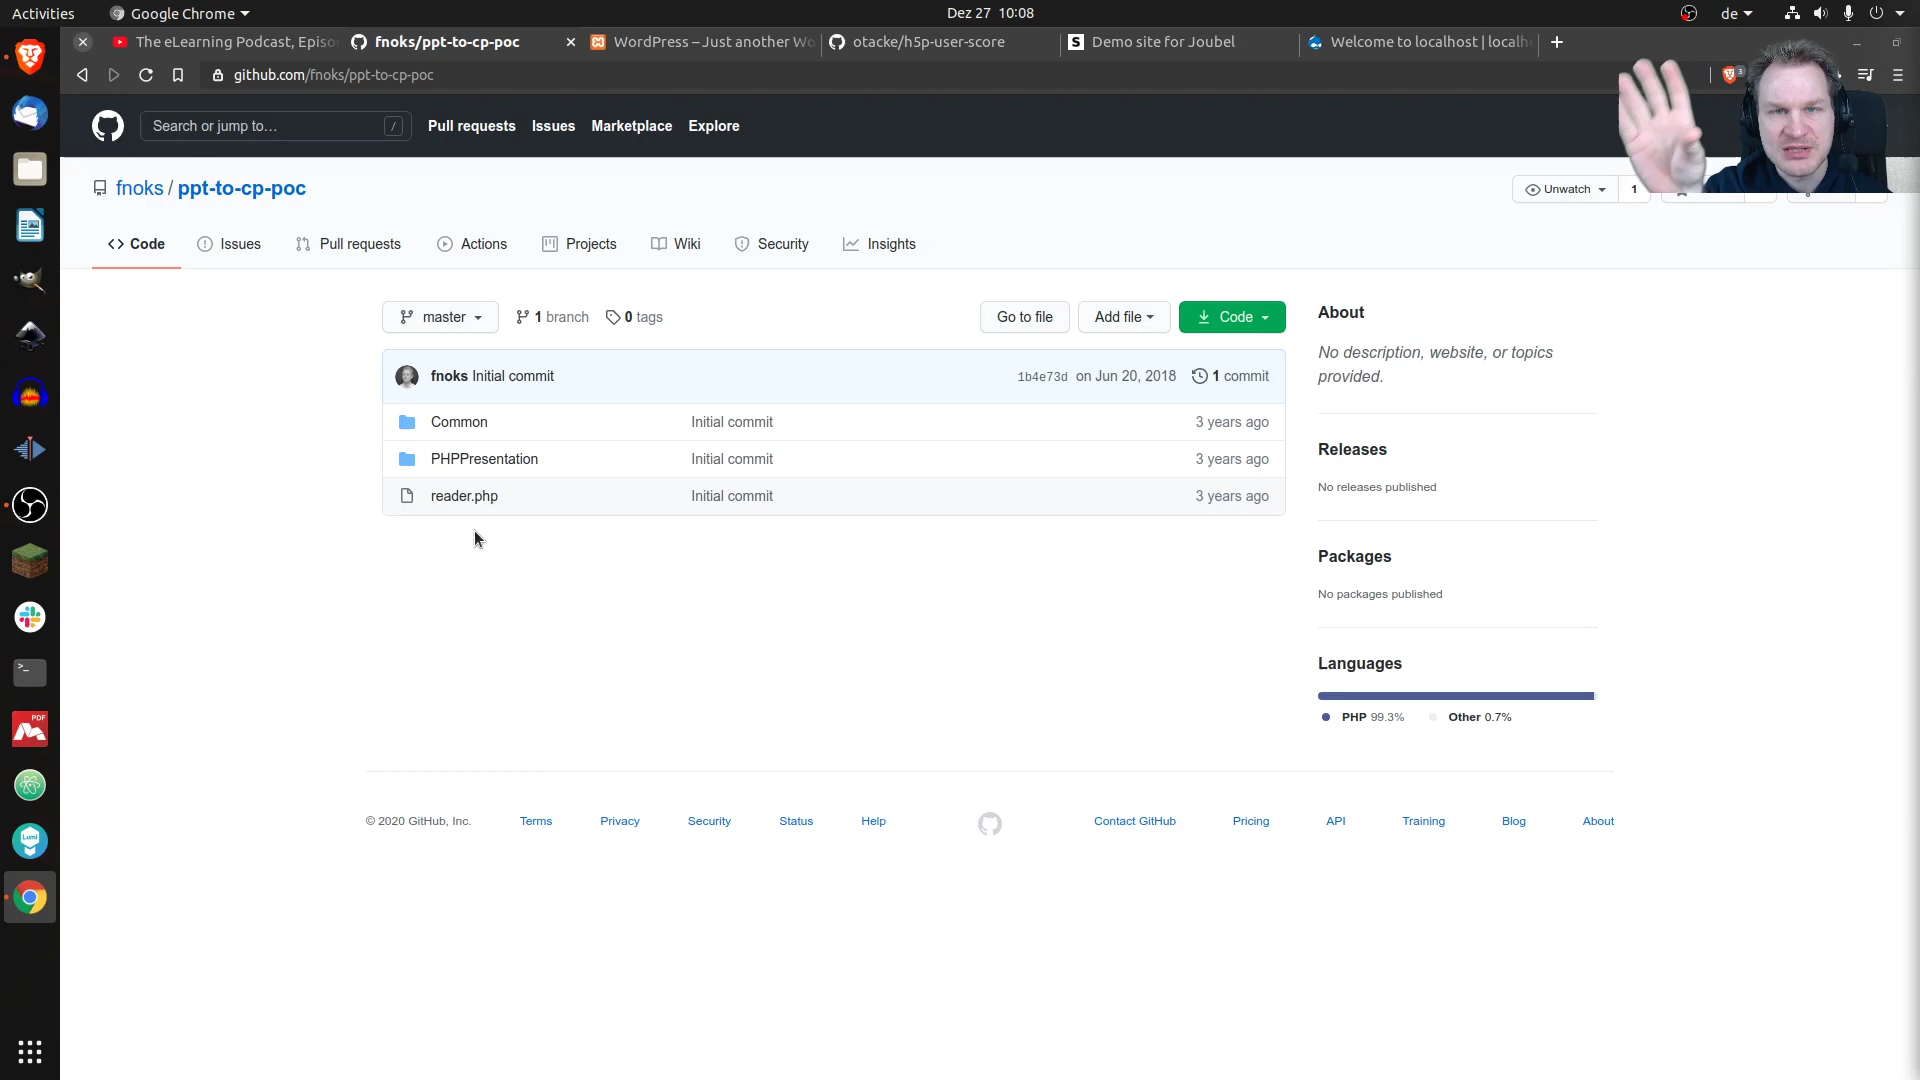 Activities
Google Chrome
Dez 27 10:08
de
The eLearning Podcast, Episo
fnoks/ppt-to-cp-poc
WordPress – Just another Wo
otacke/h5p-user-score
Demo site for Joubel
Welcome to localhost | localh
github.com/fnoks/ppt-to-cp-poc
3
Search or jump to…
/
Pull requests
Issues
Marketplace
Explore
fnoks / ppt-to-cp-poc
Unwatch
1
Code
Issues
Pull requests
Actions
Projects
Wiki
Security
Insights
master
1 branch
0 tags
Go to file
Add file
Code
fnoks Initial commit
1b4e73d on Jun 20, 2018
1 commit
Common
Initial commit
3 years ago
PHPPresentation
Initial commit
3 years ago
reader.php
Initial commit
3 years ago
About
No description, website, or topics
provided.
Releases
No releases published
Packages
No packages published
Languages
PHP 99.3%
Other 0.7%
© 2020 GitHub, Inc.
Terms
Privacy
Security
Status
Help
Contact GitHub
Pricing
API
Training
Blog
About
PDF
Lumi